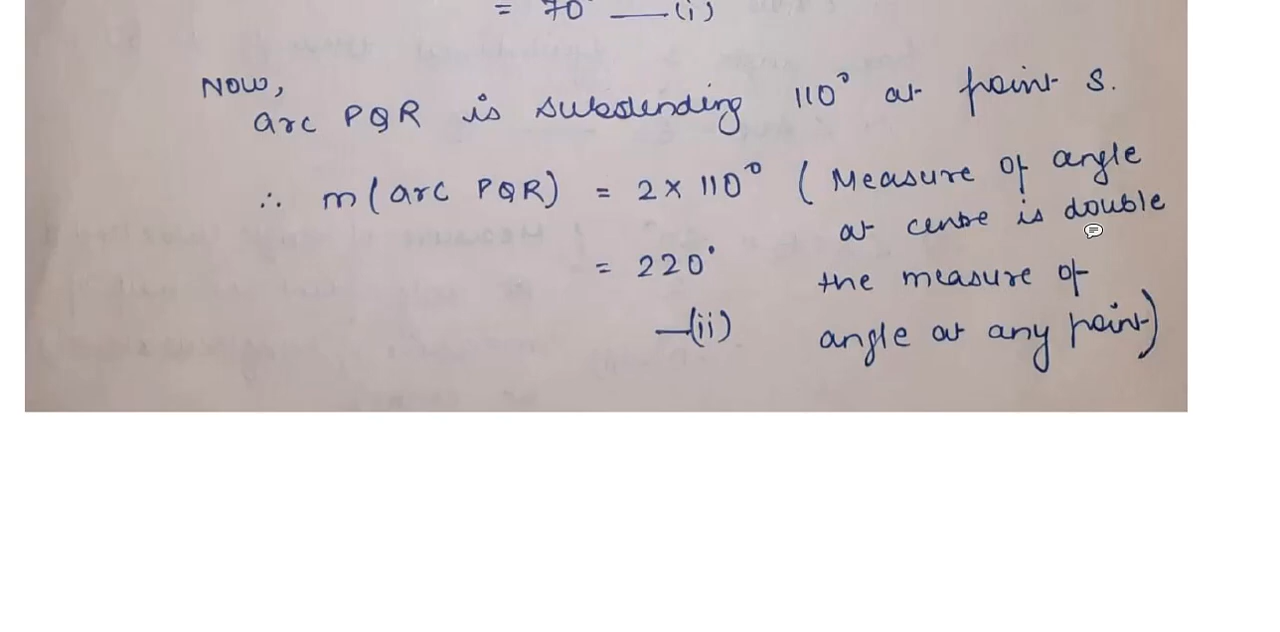 = 70° —(i)
Now,
arc PQR is subtending 110° at point S.
∴ m(arc PQR) = 2 × 110° ( Measure of angle
at centre is double
= 220° the measure of
—(ii) angle at any point)